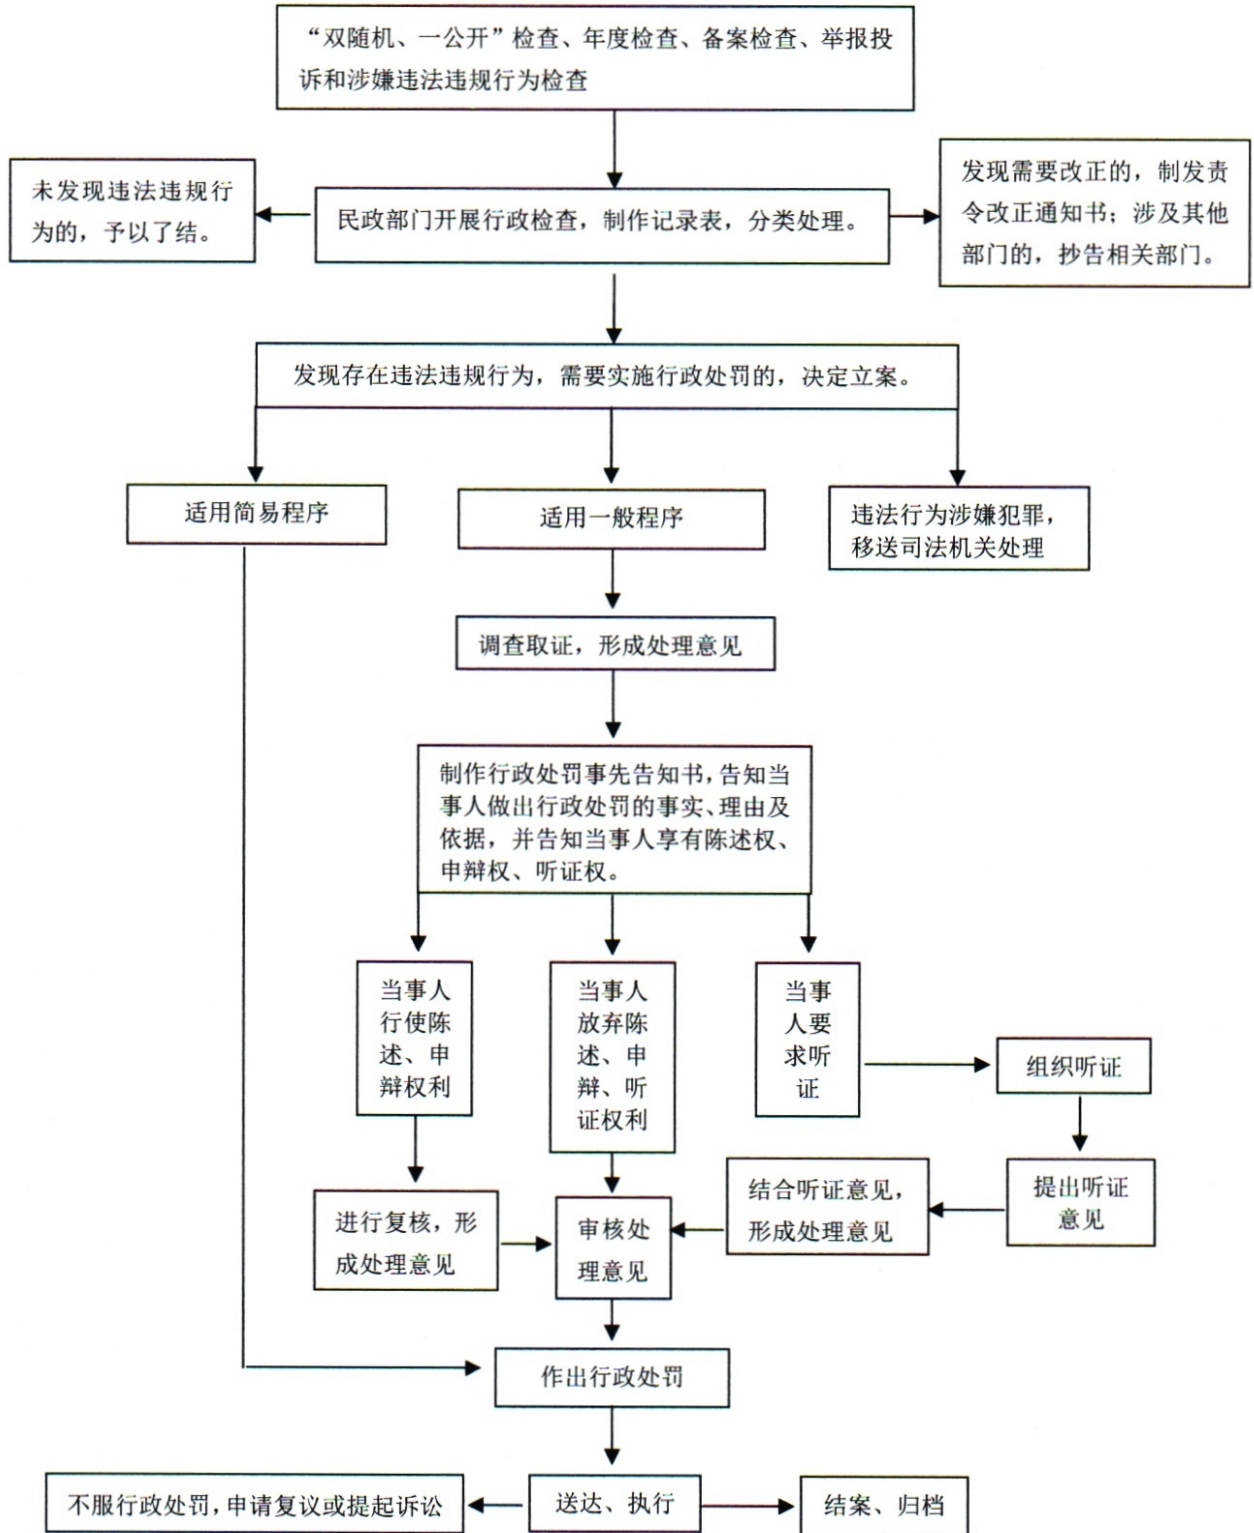 “双随机、一公开”检查、年度检查、备案检查、举报投
诉和涉嫌违法违规行为检查
未发现违法违规行
为的，予以了结。
民政部门开展行政检查，制作记录表，分类处理。
发现需要改正的，制发责
令改正通知书；涉及其他
部门的，抄告相关部门。
发现存在违法违规行为，需要实施行政处罚的，决定立案。
适用简易程序
适用一般程序
违法行为涉嫌犯罪，
移送司法机关处理
调查取证，形成处理意见
制作行政处罚事先告知书，告知当
事人做出行政处罚的事实、理由及
依据，并告知当事人享有陈述权、
申辩权、听证权。
当事人
行使陈
述、申
辩权利
当事人
放弃陈
述、申
辩、听
证权利
当事
人要
求听
证
组织听证
进行复核，形
成处理意见
审核处
理意见
结合听证意见，
形成处理意见
提出听证
意见
作出行政处罚
不服行政处罚，申请复议或提起诉讼
送达、执行
结案、归档